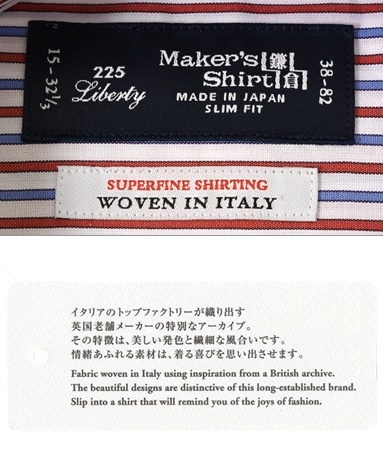 15-32 1/3
225
Liberty
Maker's
Shirt 鎌倉
MADE IN JAPAN
SLIM FIT
38-82
SUPERFINE SHIRTING
WOVEN IN ITALY
イタリアのトップファクトリーが織り出す
英国老舗メーカーの特別なアーカイブ。
その特徴は、美しい発色と繊細な風合いです。
情緒あふれる素材は、着る喜びを思い出させます。
Fabric woven in Italy using inspiration from a British archive.
The beautiful designs are distinctive of this long-established brand.
Slip into a shirt that will remind you of the joys of fashion.